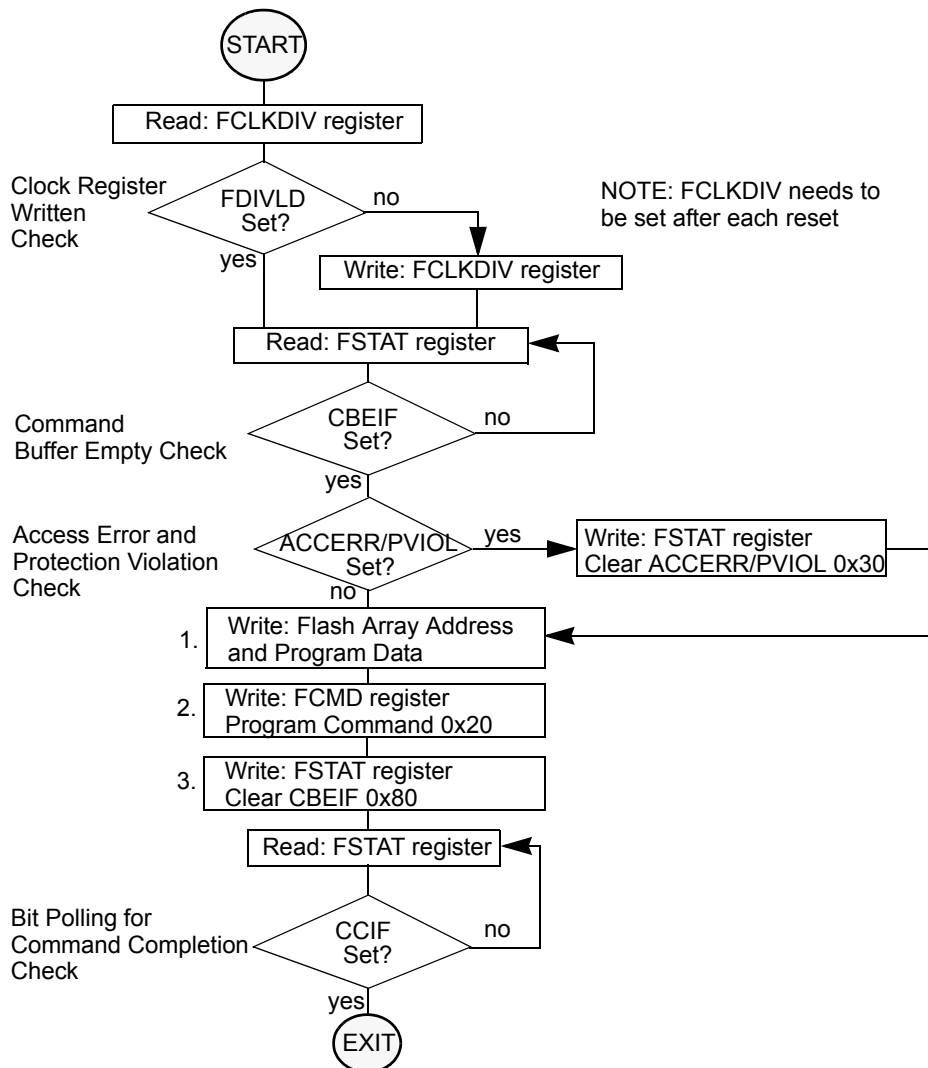 START
Read: FCLKDIV register
Clock Register
Written
Check
FDIVLD
Set?
no
yes
NOTE: FCLKDIV needs to
be set after each reset
Write: FCLKDIV register
Read: FSTAT register
Command
Buffer Empty Check
CBEIF
Set?
no
yes
Access Error and
Protection Violation
Check
ACCERR/PVIOL
Set?
yes
no
Write: FSTAT register
Clear ACCERR/PVIOL 0x30
1.
Write: Flash Array Address
and Program Data
2.
Write: FCMD register
Program Command 0x20
3.
Write: FSTAT register
Clear CBEIF 0x80
Read: FSTAT register
Bit Polling for
Command Completion
Check
CCIF
Set?
no
yes
EXIT